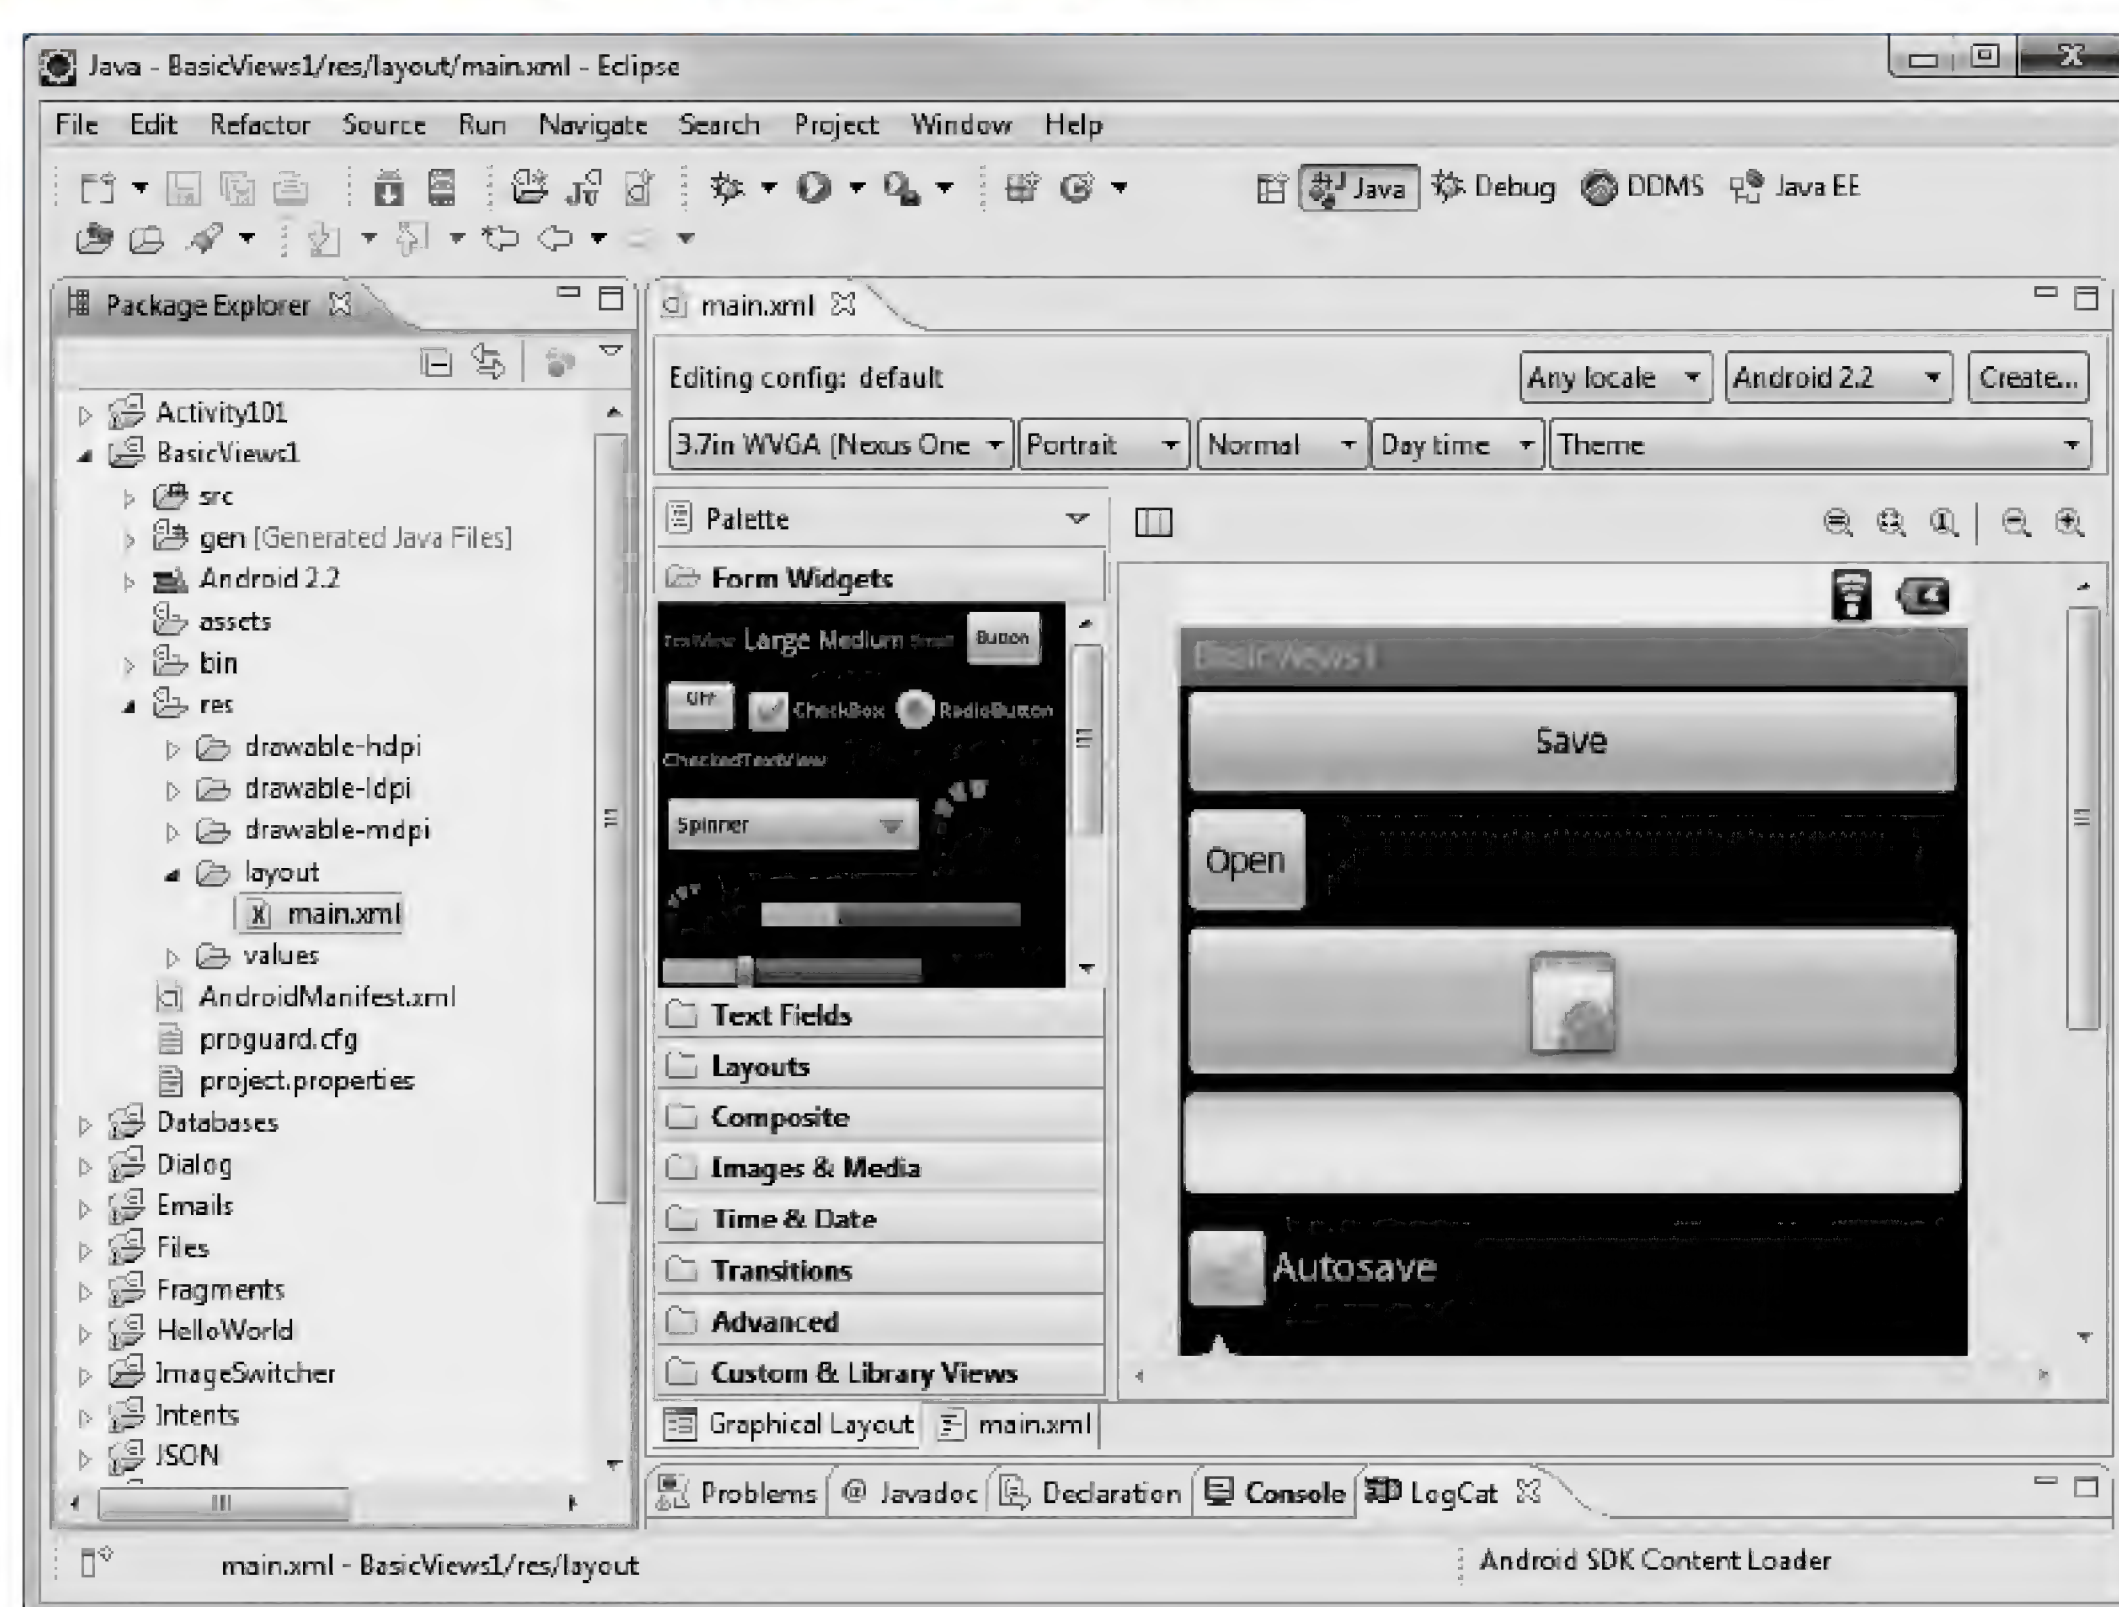 Java - BasicViews1/res/layout/main.xml - Eclipse
File Edit Refactor Source Run Navigate Search Project Window Help
Java Debug DDMS Java EE
Package Explorer
Activity101
BasicViews1
src
gen [Generated Java Files]
Android 2.2
assets
bin
res
drawable-hdpi
drawable-ldpi
drawable-mdpi
layout
main.xml
values
AndroidManifest.xml
proguard.cfg
project.properties
Databases
Dialog
Emails
Files
Fragments
HelloWorld
ImageSwitcher
Intents
JSON
main.xml
Editing config: default
Any locale Android 2.2 Create...
3.7in WVGA (Nexus One Portrait Normal Day time Theme
Palette
Form Widgets
TextView Large Medium Small Button
Off CheckBox RadioButton
CheckedTextView
Spinner
Text Fields
Layouts
Composite
Images & Media
Time & Date
Transitions
Advanced
Custom & Library Views
BasicViews1
Save
Open
Autosave
Graphical Layout main.xml
Problems @ Javadoc Declaration Console LogCat
main.xml - BasicViews1/res/layout
Android SDK Content Loader